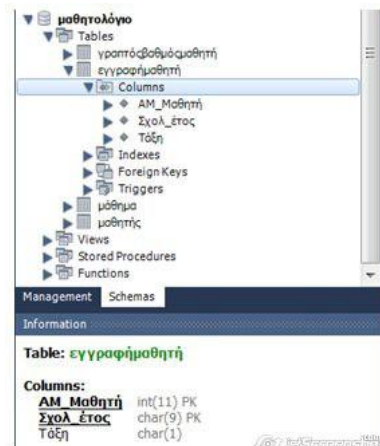 μαθητολόγιο
Tables
γραπτόςβαθμόςμαθητή
εγγραφήμαθητή
Columns
ΑΜ_Μαθητή
Σχολ_έτος
Τάξη
Indexes
Foreign Keys
Triggers
μάθημα
μαθητής
Views
Stored Procedures
Functions
Management Schemas
Information
Table: εγγραφήμαθητή
Columns:
ΑΜ_Μαθητή int(11) PK
Σχολ_έτος char(9) PK
Τάξη char(1)